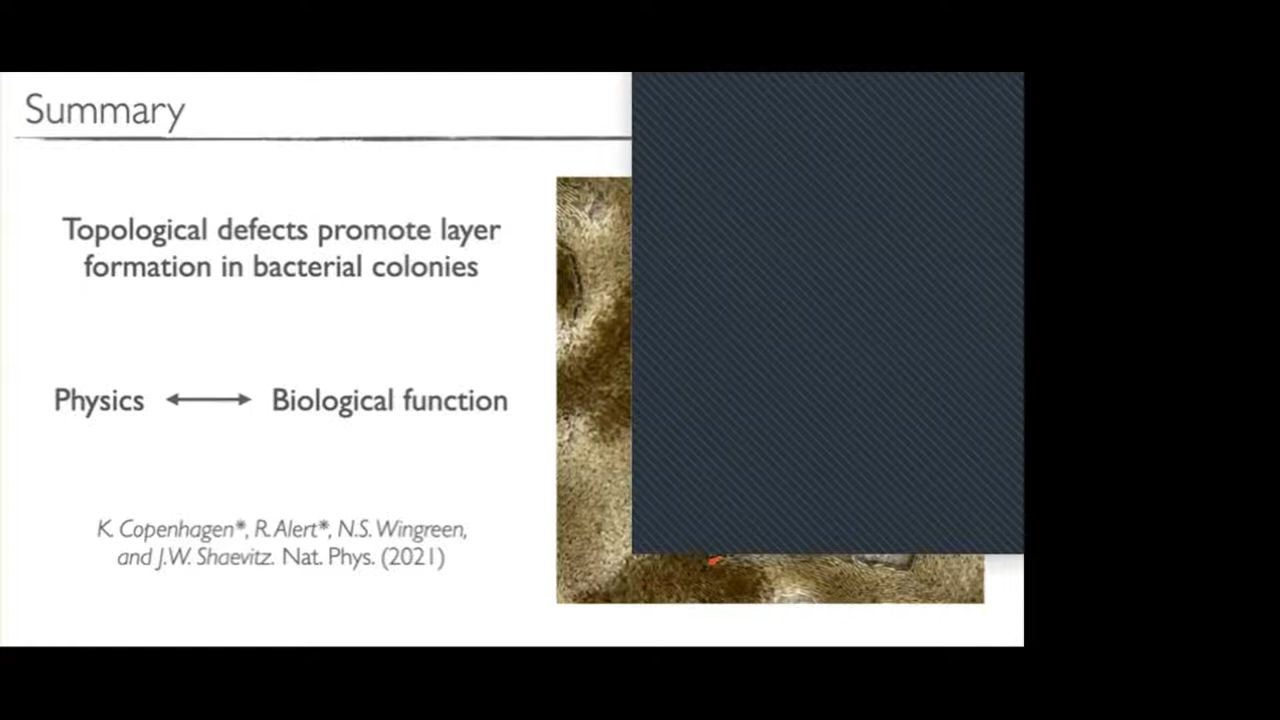 Summary
Topological defects promote layer
formation in bacterial colonies
Physics ↔ Biological function
K. Copenhagen*, R. Alert*, N.S. Wingreen,
and J.W. Shaevitz. Nat. Phys. (2021)